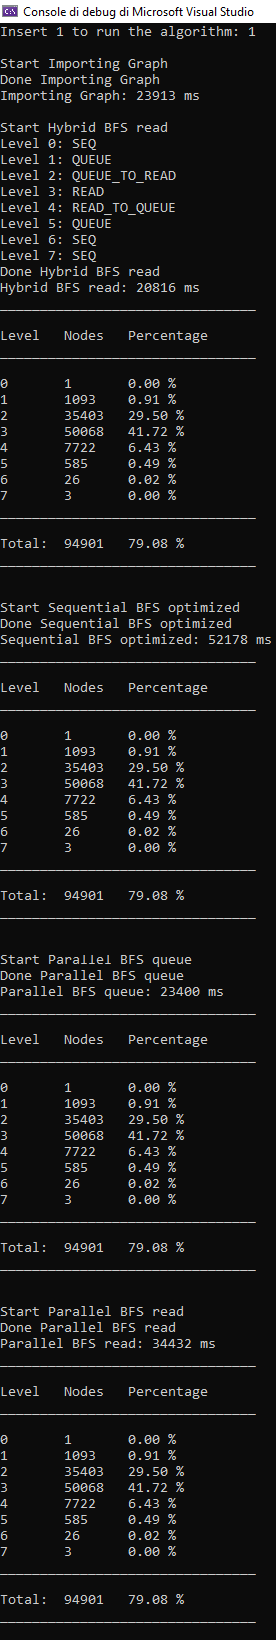 Console di debug di Microsoft Visual Studio
Insert 1 to run the algorithm: 1
Start Importing Graph
Done Importing Graph
Importing Graph: 23913 ms
Start Hybrid BFS read
Level 0: SEQ
Level 1: QUEUE
Level 2: QUEUE_TO_READ
Level 3: READ
Level 4: READ_TO_QUEUE
Level 5: QUEUE
Level 6: SEQ
Level 7: SEQ
Done Hybrid BFS read
Hybrid BFS read: 20816 ms
Level Nodes Percentage
0 1 0.00 %
1 1093 0.91 %
2 35403 29.50 %
3 50068 41.72 %
4 7722 6.43 %
5 585 0.49 %
6 26 0.02 %
7 3 0.00 %
Total: 94901 79.08 %
Start Sequential BFS optimized
Done Sequential BFS optimized
Sequential BFS optimized: 52178 ms
Level Nodes Percentage
0 1 0.00 %
1 1093 0.91 %
2 35403 29.50 %
3 50068 41.72 %
4 7722 6.43 %
5 585 0.49 %
6 26 0.02 %
7 3 0.00 %
Total: 94901 79.08 %
Start Parallel BFS queue
Done Parallel BFS queue
Parallel BFS queue: 23400 ms
Level Nodes Percentage
0 1 0.00 %
1 1093 0.91 %
2 35403 29.50 %
3 50068 41.72 %
4 7722 6.43 %
5 585 0.49 %
6 26 0.02 %
7 3 0.00 %
Total: 94901 79.08 %
Start Parallel BFS read
Done Parallel BFS read
Parallel BFS read: 34432 ms
Level Nodes Percentage
0 1 0.00 %
1 1093 0.91 %
2 35403 29.50 %
3 50068 41.72 %
4 7722 6.43 %
5 585 0.49 %
6 26 0.02 %
7 3 0.00 %
Total: 94901 79.08 %